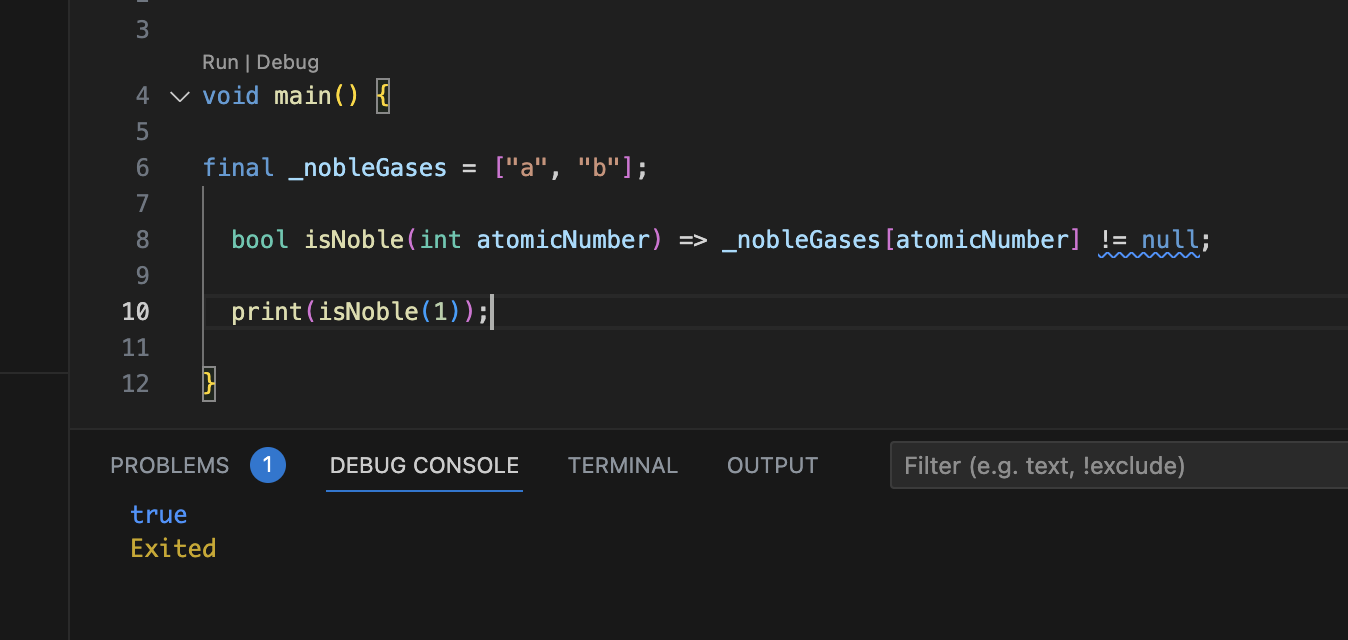 3
Run | Debug
4 void main() {
5
6 final _nobleGases = ["a", "b"];
7
8 bool isNoble(int atomicNumber) => _nobleGases[atomicNumber] != null;
9
10 print(isNoble(1));
11
12 }
PROBLEMS 1 DEBUG CONSOLE TERMINAL OUTPUT Filter (e.g. text, !exclude)
true
Exited